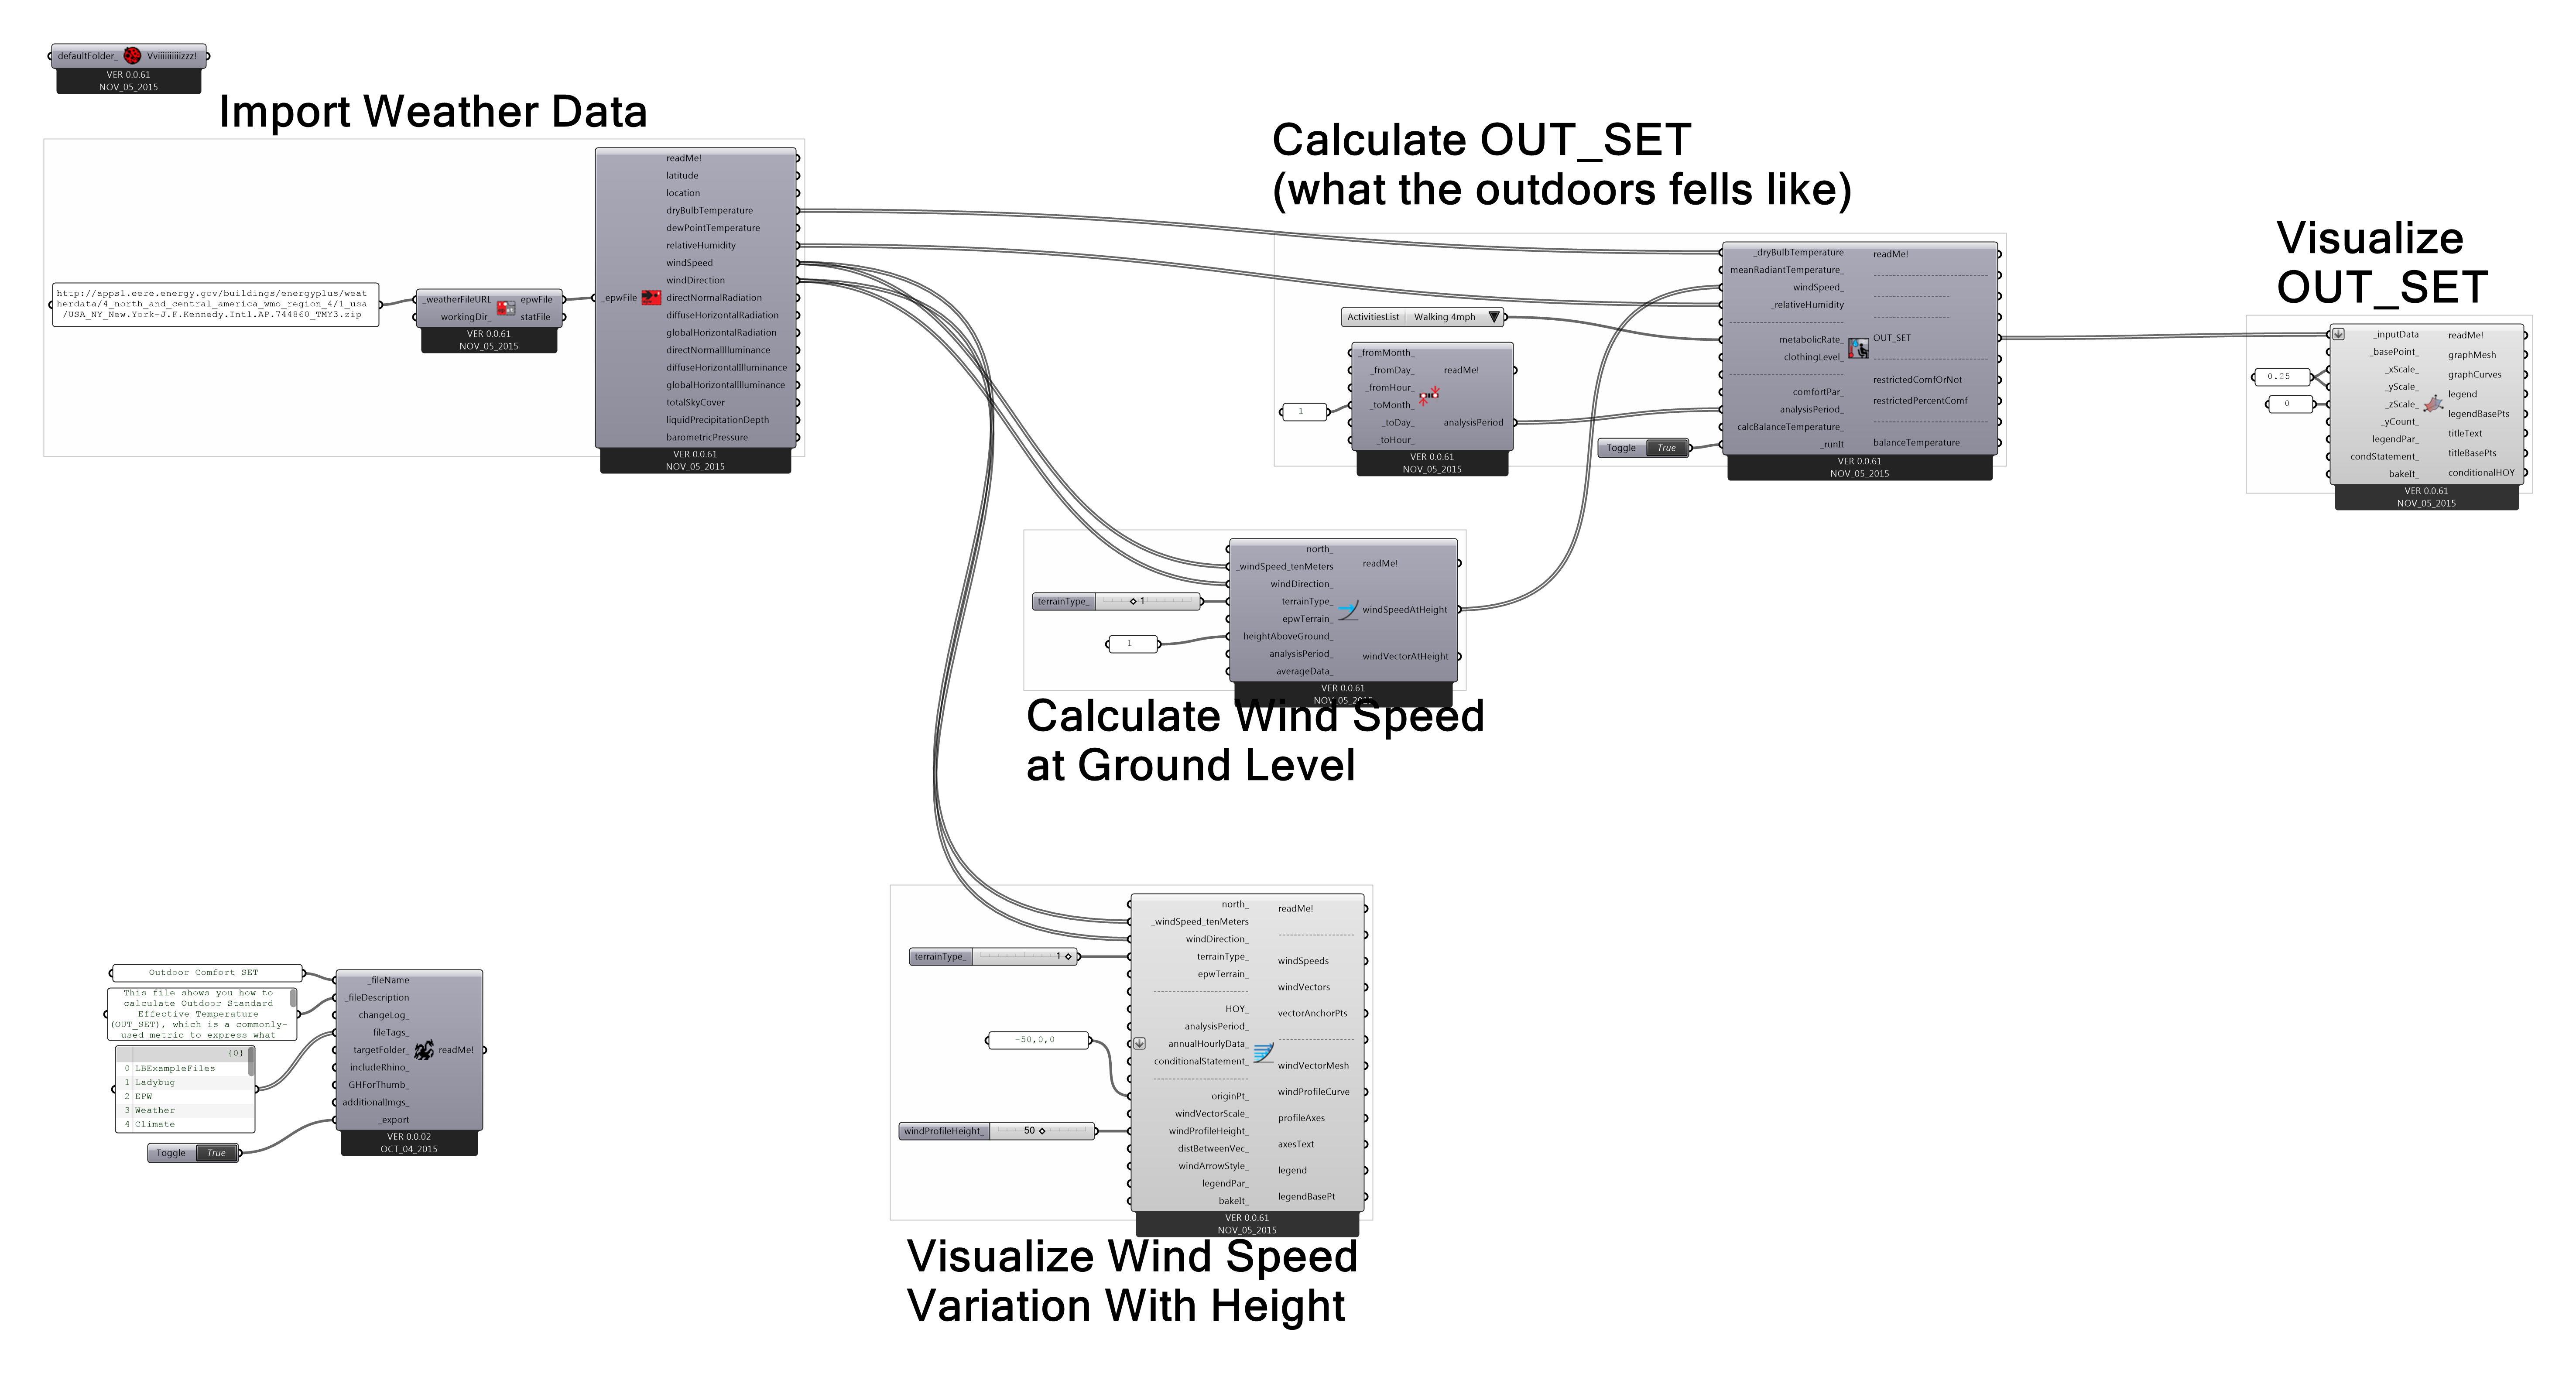 defaultFolder_ Vviiiiiiiiizzz!
VER 0.0.61
NOV_05_2015
Import Weather Data
http://apps1.eere.energy.gov/buildings/energyplus/weat
herdata/4_north_and_central_america_wmo_region_4/1_usa
/USA_NY_New.York-J.F.Kennedy.Intl.AP.744860_TMY3.zip
_weatherFileURL epwFile
workingDir_ statFile
VER 0.0.61
NOV_05_2015
_epwFile
readMe!
latitude
location
dryBulbTemperature
dewPointTemperature
relativeHumidity
windSpeed
windDirection
directNormalRadiation
diffuseHorizontalRadiation
globalHorizontalRadiation
directNormalIlluminance
diffuseHorizontalIlluminance
globalHorizontalIlluminance
totalSkyCover
liquidPrecipitationDepth
barometricPressure
VER 0.0.61
NOV_05_2015
Calculate OUT_SET
(what the outdoors fells like)
ActivitiesList Walking 4mph
1
_fromMonth_
_fromDay_
_fromHour_
_toMonth_
_toDay_
_toHour_
readMe!
analysisPeriod
VER 0.0.61
NOV_05_2015
Toggle True
_dryBulbTemperature
meanRadiantTemperature_
windSpeed_
_relativeHumidity
metabolicRate_
clothingLevel_
comfortPar_
analysisPeriod_
calcBalanceTemperature_
_runIt
readMe!
OUT_SET
restrictedComfOrNot
restrictedPercentComf
balanceTemperature
VER 0.0.61
NOV_05_2015
Visualize
OUT_SET
0.25
0
_inputData
_basePoint_
_xScale_
_yScale_
_zScale_
_yCount_
legendPar_
condStatement_
bakeIt_
readMe!
graphMesh
graphCurves
legend
legendBasePts
titleText
titleBasePts
conditionalHOY
VER 0.0.61
NOV_05_2015
terrainType_ 1
1
north_
_windSpeed_tenMeters
windDirection_
terrainType_
epwTerrain_
heightAboveGround_
analysisPeriod_
averageData_
readMe!
windSpeedAtHeight
windVectorAtHeight
VER 0.0.61
NOV_05_2015
Calculate Wind Speed
at Ground Level
terrainType_ 1
-50,0,0
windProfileHeight_ 50
north_
_windSpeed_tenMeters
windDirection_
terrainType_
epwTerrain_
HOY_
analysisPeriod_
annualHourlyData_
conditionalStatement_
originPt_
windVectorScale_
windProfileHeight_
distBetweenVec_
windArrowStyle_
legendPar_
bakeIt_
readMe!
windSpeeds
windVectors
vectorAnchorPts
windVectorMesh
windProfileCurve
profileAxes
axesText
legend
legendBasePt
VER 0.0.61
NOV_05_2015
Visualize Wind Speed
Variation With Height
Outdoor Comfort SET
This file shows you how to
calculate Outdoor Standard
Effective Temperature
(OUT_SET), which is a commonly-
used metric to express what
{0}
0 LBExampleFiles
1 Ladybug
2 EPW
3 Weather
4 Climate
Toggle True
_fileName
_fileDescription
changeLog_
fileTags_
targetFolder_
includeRhino_
GHForThumb_
additionalImgs_
_export
readMe!
VER 0.0.02
OCT_04_2015